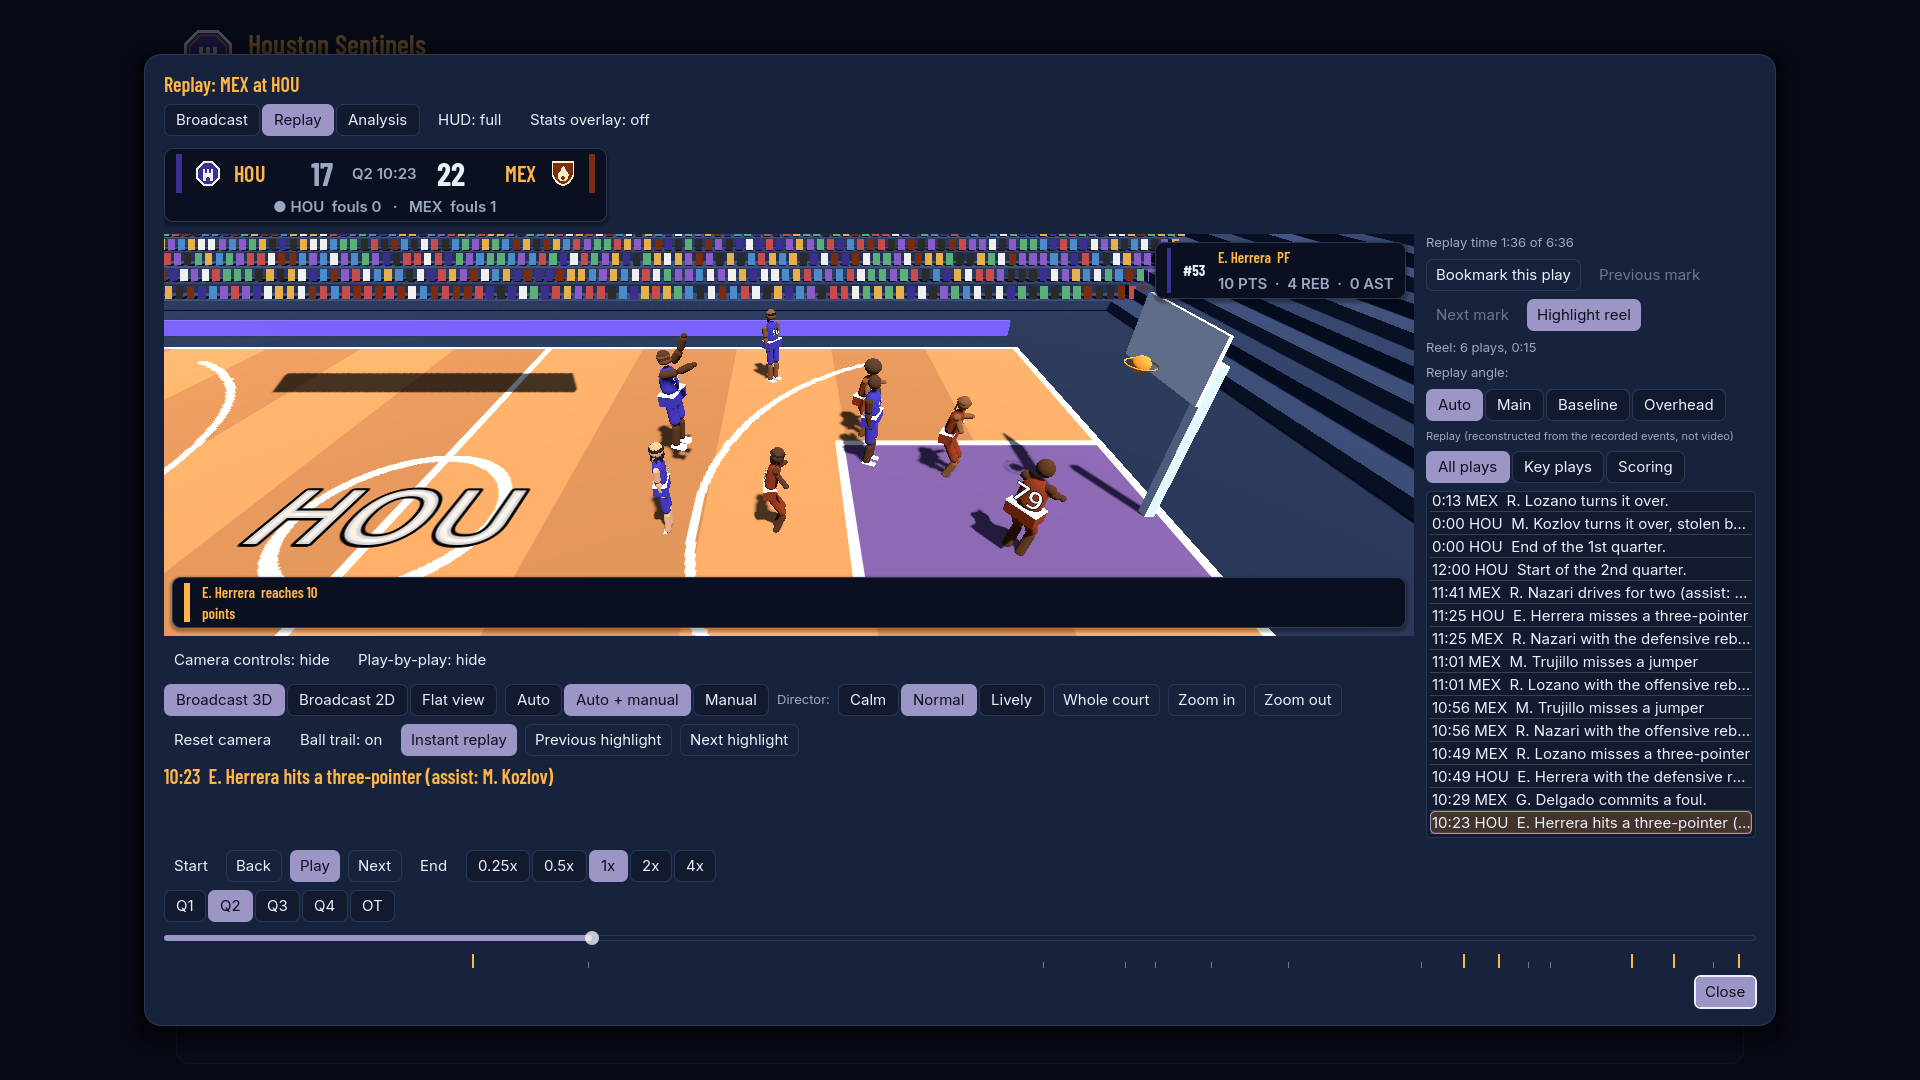 Houston Sentinels
Replay: MEX at HOU
Broadcast Replay Analysis HUD: full Stats overlay: off
HOU 17 Q2 10:23 22 MEX
HOU fouls 0 · MEX fouls 1
#53 E. Herrera PF
10 PTS · 4 REB · 0 AST
79
HOU
E. Herrera reaches 10
points
Replay time 1:36 of 6:36
Bookmark this play Previous mark
Next mark Highlight reel
Reel: 6 plays, 0:15
Replay angle:
Auto Main Baseline Overhead
Replay (reconstructed from the recorded events, not video)
All plays Key plays Scoring
0:13 MEX R. Lozano turns it over.
0:00 HOU M. Kozlov turns it over, stolen b...
0:00 HOU End of the 1st quarter.
12:00 HOU Start of the 2nd quarter.
11:41 MEX R. Nazari drives for two (assist: ...
11:25 HOU E. Herrera misses a three-pointer
11:25 MEX R. Nazari with the defensive reb...
11:01 MEX M. Trujillo misses a jumper
11:01 MEX R. Lozano with the offensive reb...
10:56 MEX M. Trujillo misses a jumper
10:56 MEX R. Nazari with the offensive reb...
10:49 MEX R. Lozano misses a three-pointer
10:49 HOU E. Herrera with the defensive r...
10:29 MEX G. Delgado commits a foul.
10:23 HOU E. Herrera hits a three-pointer (...
Camera controls: hide Play-by-play: hide
Broadcast 3D Broadcast 2D Flat view Auto Auto + manual Manual Director: Calm Normal Lively Whole court Zoom in Zoom out
Reset camera Ball trail: on Instant replay Previous highlight Next highlight
10:23 E. Herrera hits a three-pointer (assist: M. Kozlov)
Start Back Play Next End 0.25x 0.5x 1x 2x 4x
Q1 Q2 Q3 Q4 OT
Close